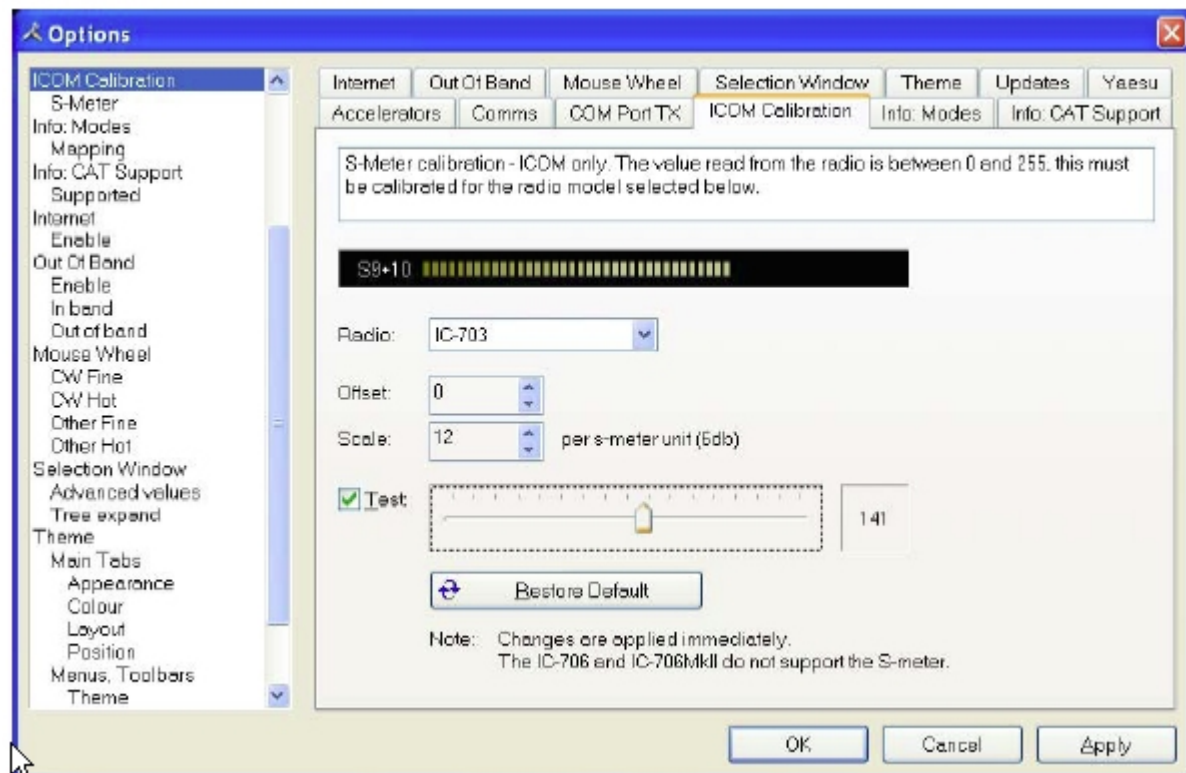 Options
ICOM Calibration
S-Meter
Info: Modes
Mapping
Info: CAT Support
Supported
Internet
Enable
Out Of Band
Enable
In band
Out of band
Mouse Wheel
CW Fine
CW Hot
Other Fine
Other Hot
Selection Window
Advanced values
Tree expand
Theme
Main Tabs
Appearance
Colour
Layout
Position
Menus, Toolbars
Theme
Internet Out Of Band Mouse Wheel Selection Window Theme Updates Yaesu
Accelerators Comms COM Port TX ICOM Calibration Info: Modes Info: CAT Support
S-Meter calibration - ICOM only. The value read from the radio is between 0 and 255. this must
be calibrated for the radio model selected below.
S9+10
Radio: IC-703
Offset: 0
Scale: 12 per s-meter unit (6db)
Test 141
Restore Default
Note: Changes are applied immediately.
The IC-706 and IC-706MkII do not support the S-meter.
OK Cancel Apply